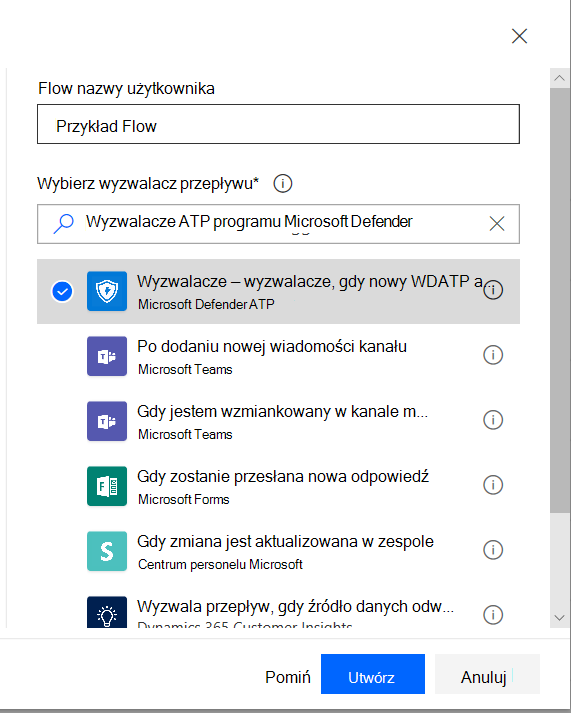 Flow nazwy użytkownika
Przykład Flow
Wybierz wyzwalacz przepływu*
Wyzwalacze ATP programu Microsoft Defender
Wyzwalacze – wyzwalacze, gdy nowy WDATP a
Microsoft Defender ATP
Po dodaniu nowej wiadomości kanału
Microsoft Teams
Gdy jestem wzmiankowany w kanale m...
Microsoft Teams
Gdy zostanie przesłana nowa odpowiedź
Microsoft Forms
Gdy zmiana jest aktualizowana w zespole
Centrum personelu Microsoft
Wyzwala przepływ, gdy źródło danych odw...
Dynamics 365 Customer Insights
Pomiń
Utwórz
Anuluj